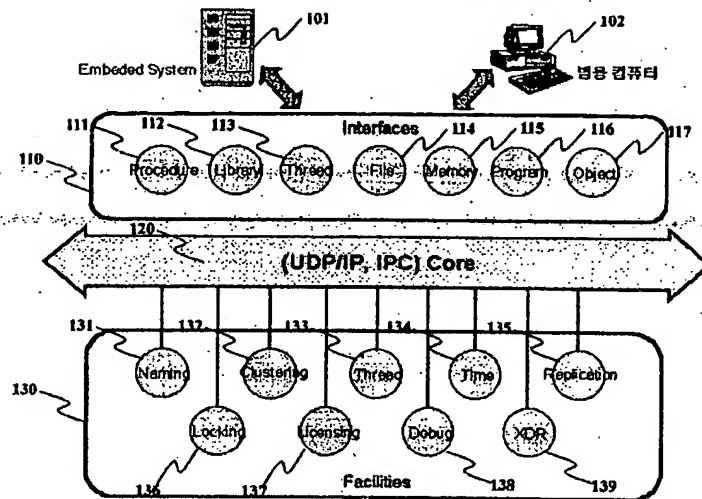 101
102
Embeded System
범용 컴퓨터
111
112
113
Interfaces
114
115
116
117
110
Procedure
Library
Thread
File
Memory
Program
Object
120
(UDP/IP, IPC) Core
131
132
133
134
135
130
Naming
Clustering
Thread
Time
Replication
Locking
Licensing
Debug
XDR
136
137
Facilities
138
139